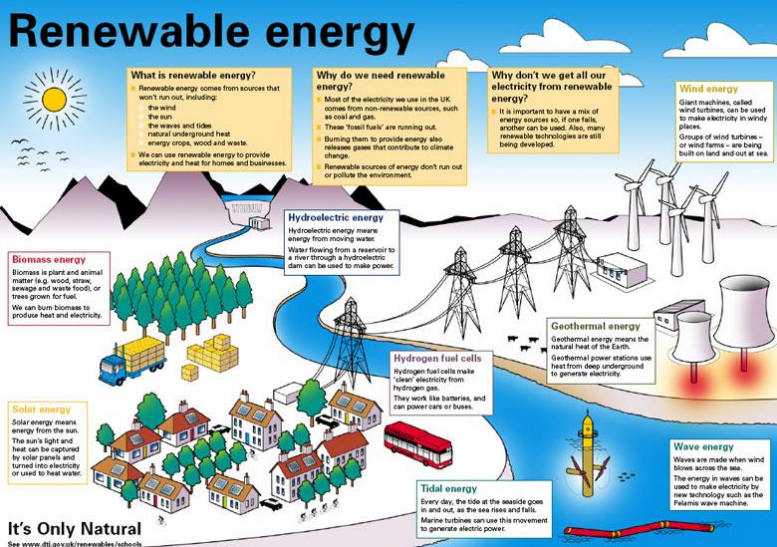 Renewable energy
What is renewable energy?
Renewable energy comes from sources that
won't run out, including:
the wind
the sun
the waves and tides
natural underground heat
energy crops, wood and waste.
We can use renewable energy to provide
electricity and heat for homes and businesses.
Why do we need renewable
energy?
Most of the electricity we use in the UK
comes from non-renewable sources, such
as coal and gas.
These 'fossil fuels' are running out.
Burning them to provide energy also
releases gases that contribute to climate
change.
Renewable sources of energy don't run out
or pollute the environment.
Why don't we get all our
electricity from renewable
energy?
It is important to have a mix of
energy sources so, if one fails,
another can be used. Also, many
renewable technologies are still
being developed.
Wind energy
Giant machines, called
wind turbines, can be used
to make electricity in windy
places.
Groups of wind turbines –
or wind farms – are being
built on land and out at sea.
Hydroelectric energy
Hydroelectric energy means
energy from moving water.
Water flowing from a reservoir to
a river through a hydroelectric
dam can be used to make power.
Biomass energy
Biomass is plant and animal
matter (e.g. wood, straw,
sewage and waste food), or
trees grown for fuel.
We can burn biomass to
produce heat and electricity.
Geothermal energy
Geothermal energy means the
natural heat of the Earth.
Geothermal power stations use
heat from deep underground
to generate electricity.
Hydrogen fuel cells
Hydrogen fuel cells make
'clean' electricity from
hydrogen gas.
They work like batteries, and
can power cars or buses.
Solar energy
Solar energy means
energy from the sun.
The sun's light and
heat can be captured
by solar panels and
turned into electricity
or used to heat water.
Wave energy
Waves are made when wind
blows across the sea.
The energy in waves can be
used to make electricity by
new technology such as the
Pelamis wave machine.
Tidal energy
Every day, the tide at the seaside goes
in and out, as the sea rises and falls.
Marine turbines can use this movement
to generate electric power.
It's Only Natural
See www.dti.gov.uk/renewables/schools